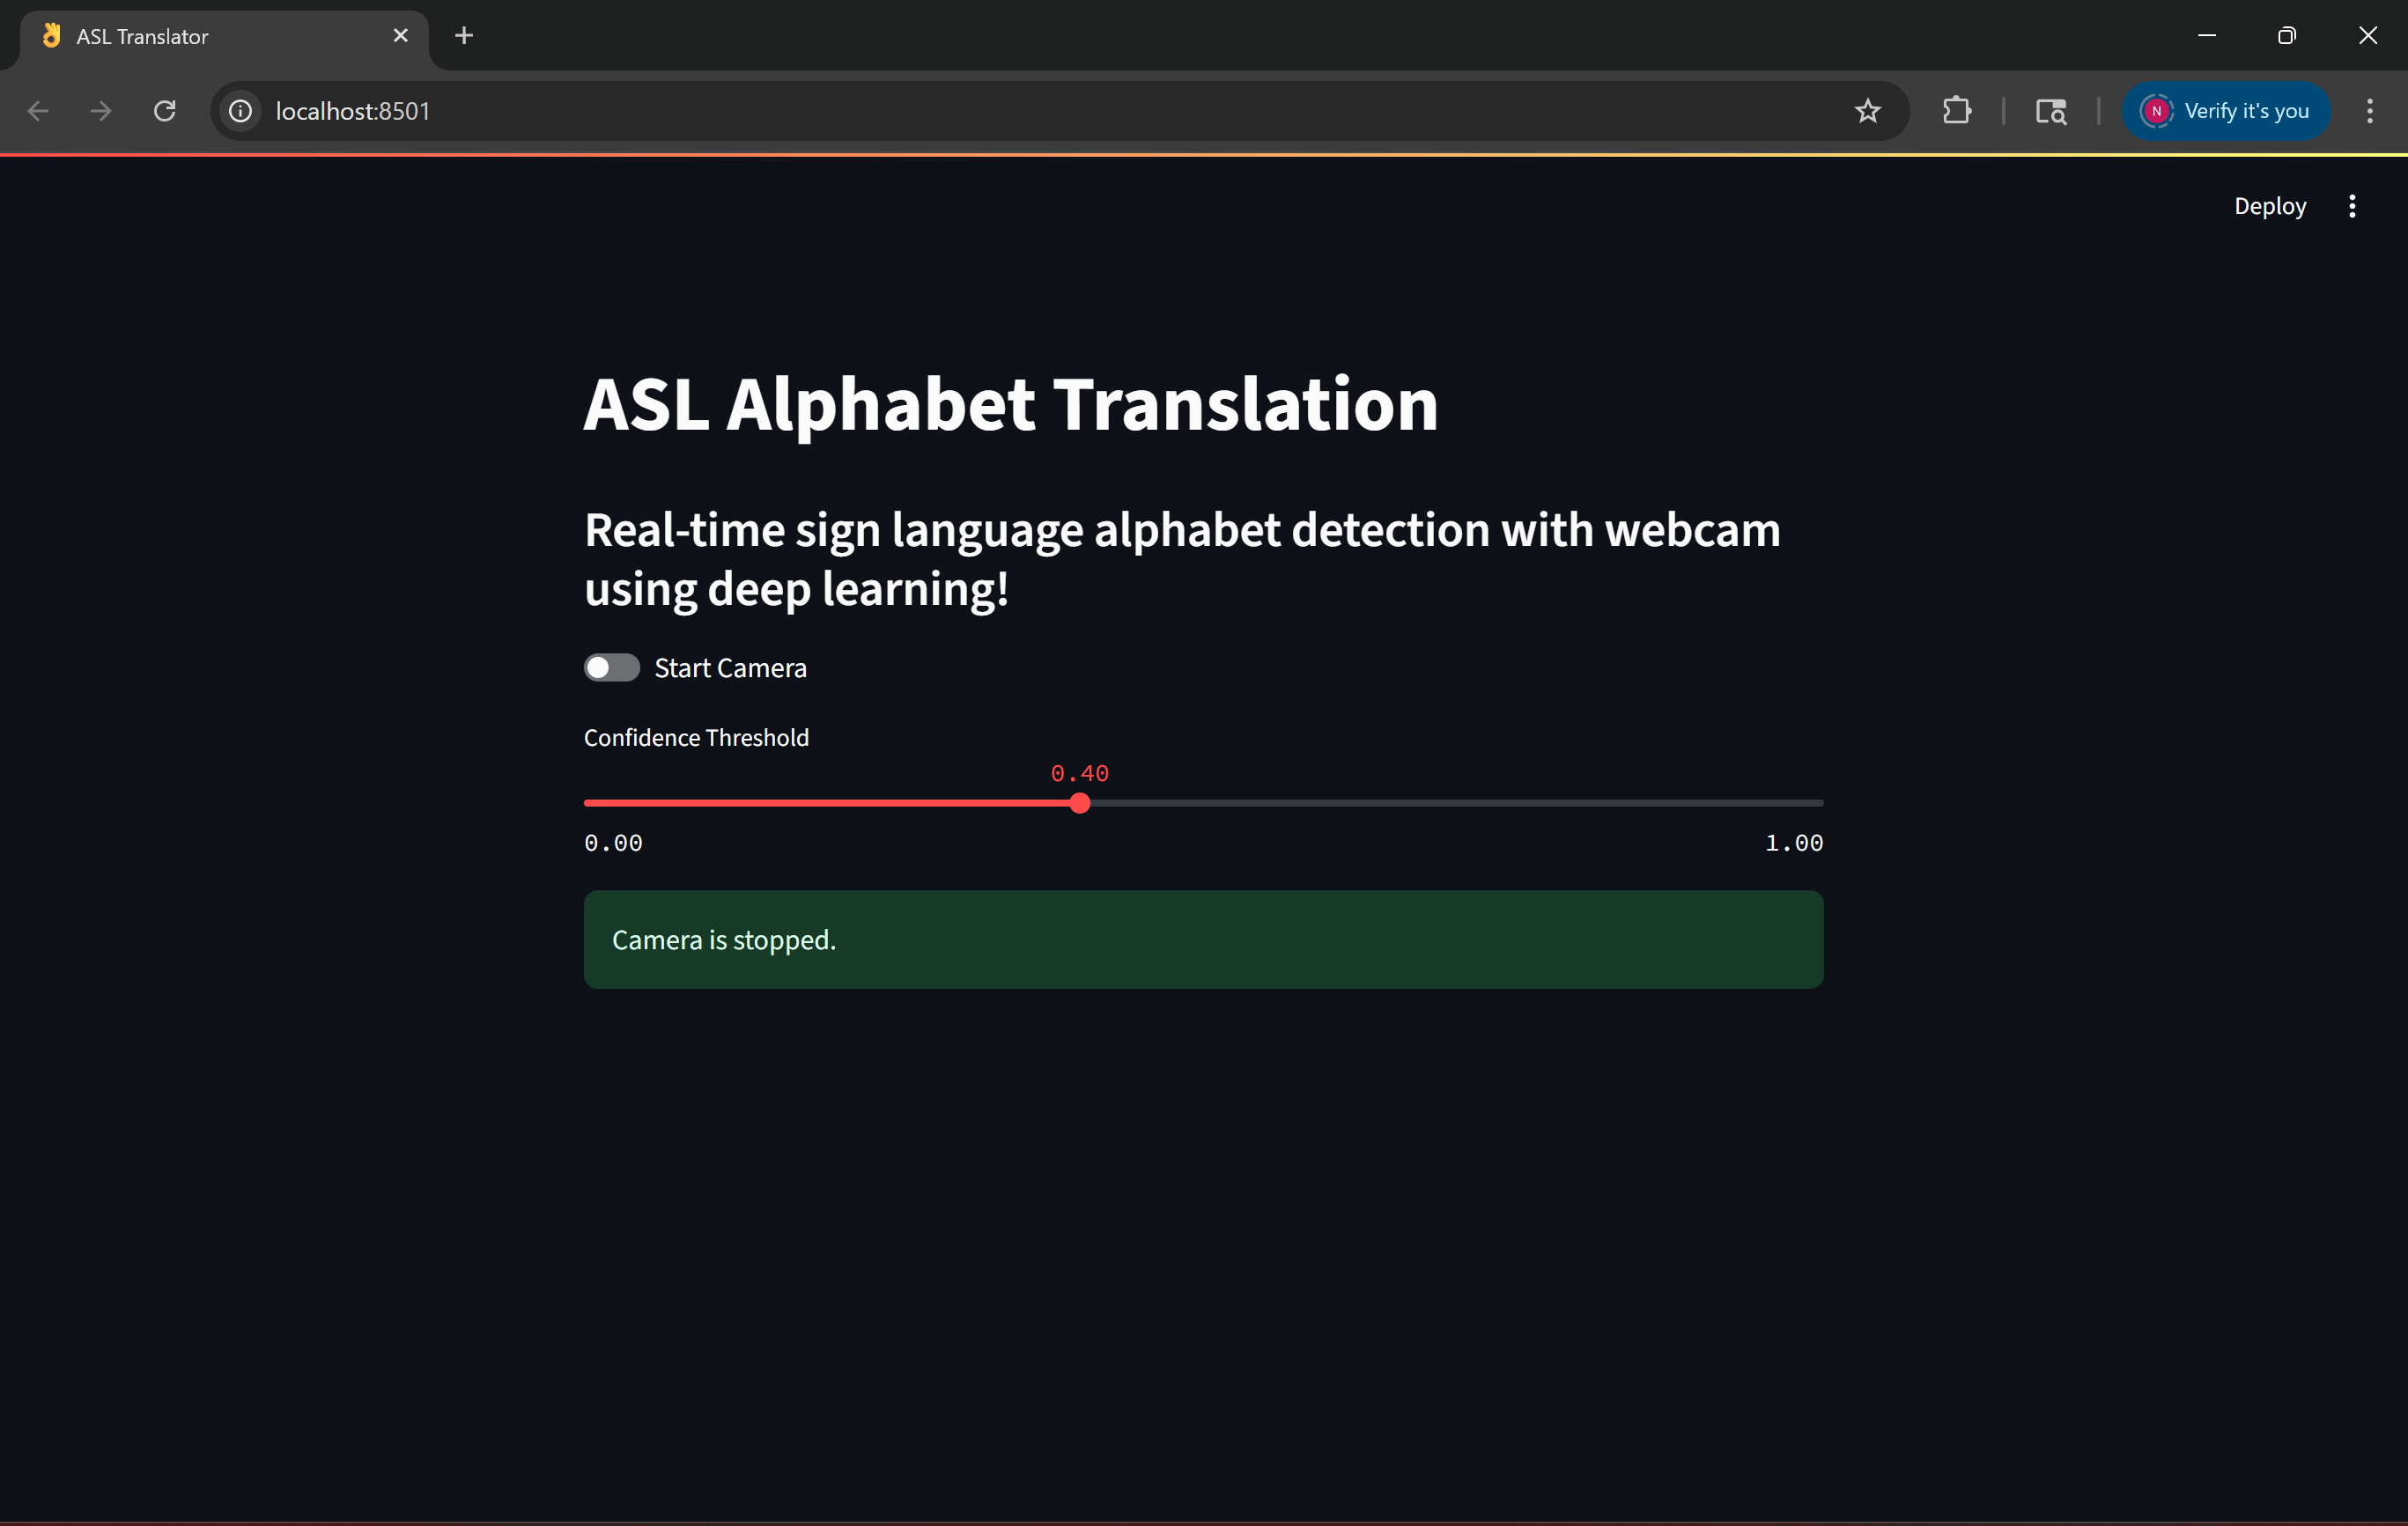 ASL Translator
localhost:8501
N
Verify it's you
Deploy
ASL Alphabet Translation
Real-time sign language alphabet detection with webcam
using deep learning!
Start Camera
Confidence Threshold
0.40
0.00 1.00
Camera is stopped.